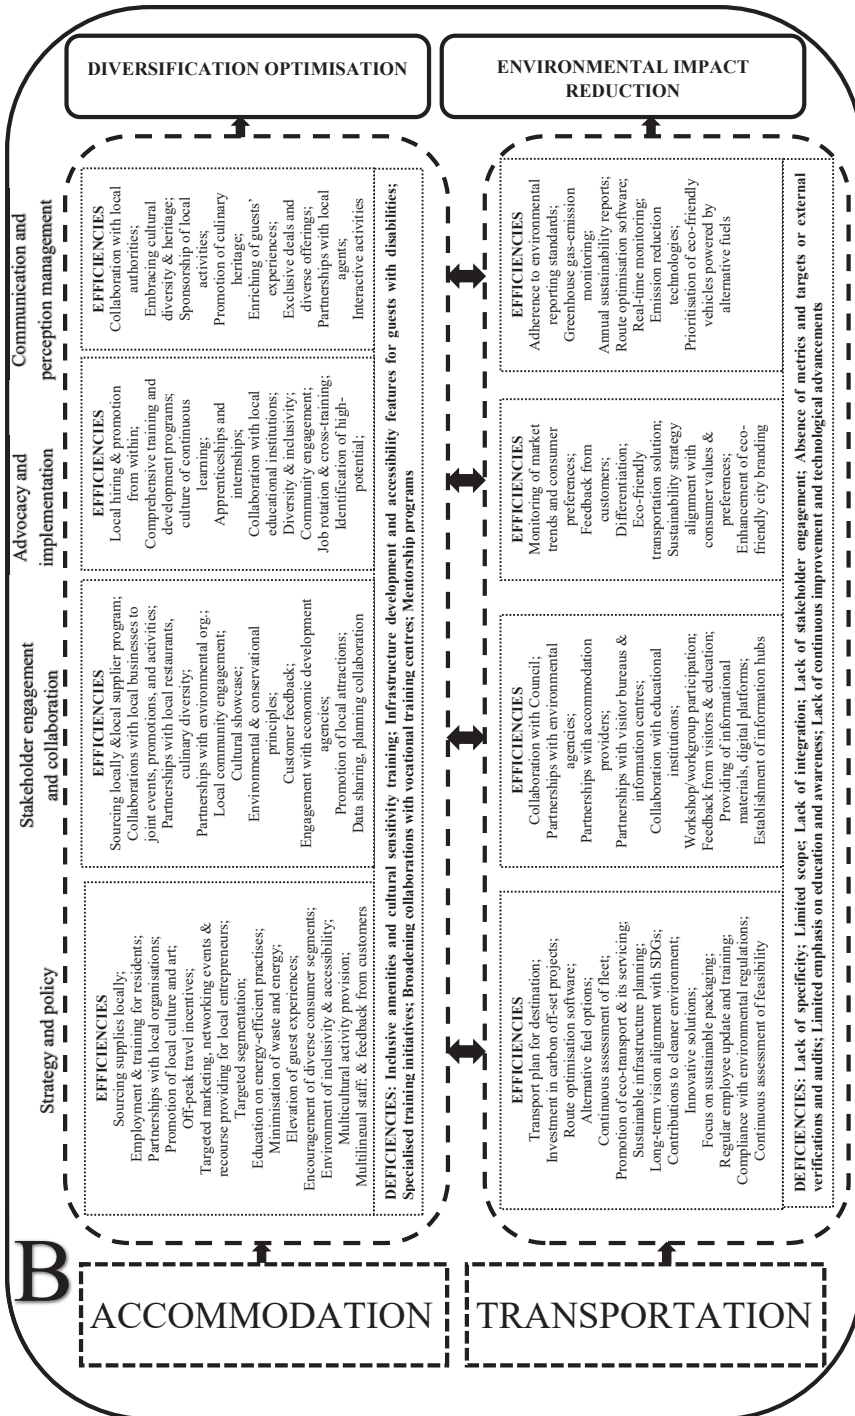 B
Strategy and policy
Stakeholder engagement
and collaboration
Advocacy and
implementation
Communication and
perception management
ACCOMMODATION
EFFICIENCIES
Sourcing supplies locally;
Employment & training for residents;
Partnerships with local organisations;
Promotion of local culture and art;
Off-peak travel incentives;
Targeted marketing, networking events &
recourse providing for local entrepreneurs;
Targeted segmentation;
Education on energy-efficient practises;
Minimisation of waste and energy;
Elevation of guest experiences;
Encouragement of diverse consumer segments;
Environment of inclusivity & accessibility;
Multicultural activity provision;
Multilingual staff: & feedback from customers
EFFICIENCIES
Sourcing locally &local supplier program;
Collaborations with local businesses to
joint events, promotions, and activities;
Partnerships with local restaurants,
culinary diversity;
Partnerships with environmental org.;
Local community engagement;
Cultural showcase;
Environmental & conservational
principles;
Customer feedback;
Engagement with economic development
agencies;
Promotion of local attractions;
Data sharing, planning collaboration
EFFICIENCIES
Local hiring & promotion
from within;
Comprehensive training and
development programs;
culture of continuous
learning;
Apprenticeships and
internships;
Collaboration with local
educational institutions;
Diversity & inclusivity;
Community engagement;
Job rotation & cross-training;
Identification of high-
potential;
EFFICIENCIES
Collaboration with local
authorities;
Embracing cultural
diversity & heritage;
Sponsorship of local
activities;
Promotion of culinary
heritage;
Enriching of guests'
experiences;
Exclusive deals and
diverse offerings;
Partnerships with local
agents;
Interactive activities
DEFICIENCIES: Inclusive amenities and cultural sensitivity training; Infrastructure development and accessibility features for guests with disabilities;
Specialised training initiatives; Broadening collaborations with vocational training centres; Mentorship programs
DIVERSIFICATION OPTIMISATION
TRANSPORTATION
EFFICIENCIES
Transport plan for destination;
Investment in carbon off-set projects;
Route optimisation software;
Alternative fuel options;
Continuous assessment of fleet;
Promotion of eco-transport & its servicing;
Sustainable infrastructure planning;
Long-term vision alignment with SDGs;
Contributions to cleaner environment;
Innovative solutions;
Focus on sustainable packaging;
Regular employee update and training;
Compliance with environmental regulations;
Continuous assessment of feasibility
EFFICIENCIES
Collaboration with Council;
Partnerships with environmental
agencies;
Partnerships with accommodation
providers;
Partnerships with visitor bureaus &
information centres;
Collaboration with educational
institutions;
Workshop/workgroup participation;
Feedback from visitors & education;
Providing of informational
materials, digital platforms;
Establishment of information hubs
EFFICIENCIES
Monitoring of market
trends and consumer
preferences;
Feedback from
customers;
Differentiation;
Eco-friendly
transportation solution;
Sustainability strategy
alignment with
consumer values &
preferences;
Enhancement of eco-
friendly city branding
EFFICIENCIES
Adherence to environmental
reporting standards;
Greenhouse gas-emission
monitoring;
Annual sustainability reports;
Route optimisation software;
Real-time monitoring;
Emission reduction
technologies;
Prioritisation of eco-friendly
vehicles powered by
alternative fuels
DEFICIENCIES: Lack of specificity; Limited scope; Lack of integration; Lack of stakeholder engagement; Absence of metrics and targets or external
verifications and audits; Limited emphasis on education and awareness; Lack of continuous improvement and technological advancements
ENVIRONMENTAL IMPACT
REDUCTION